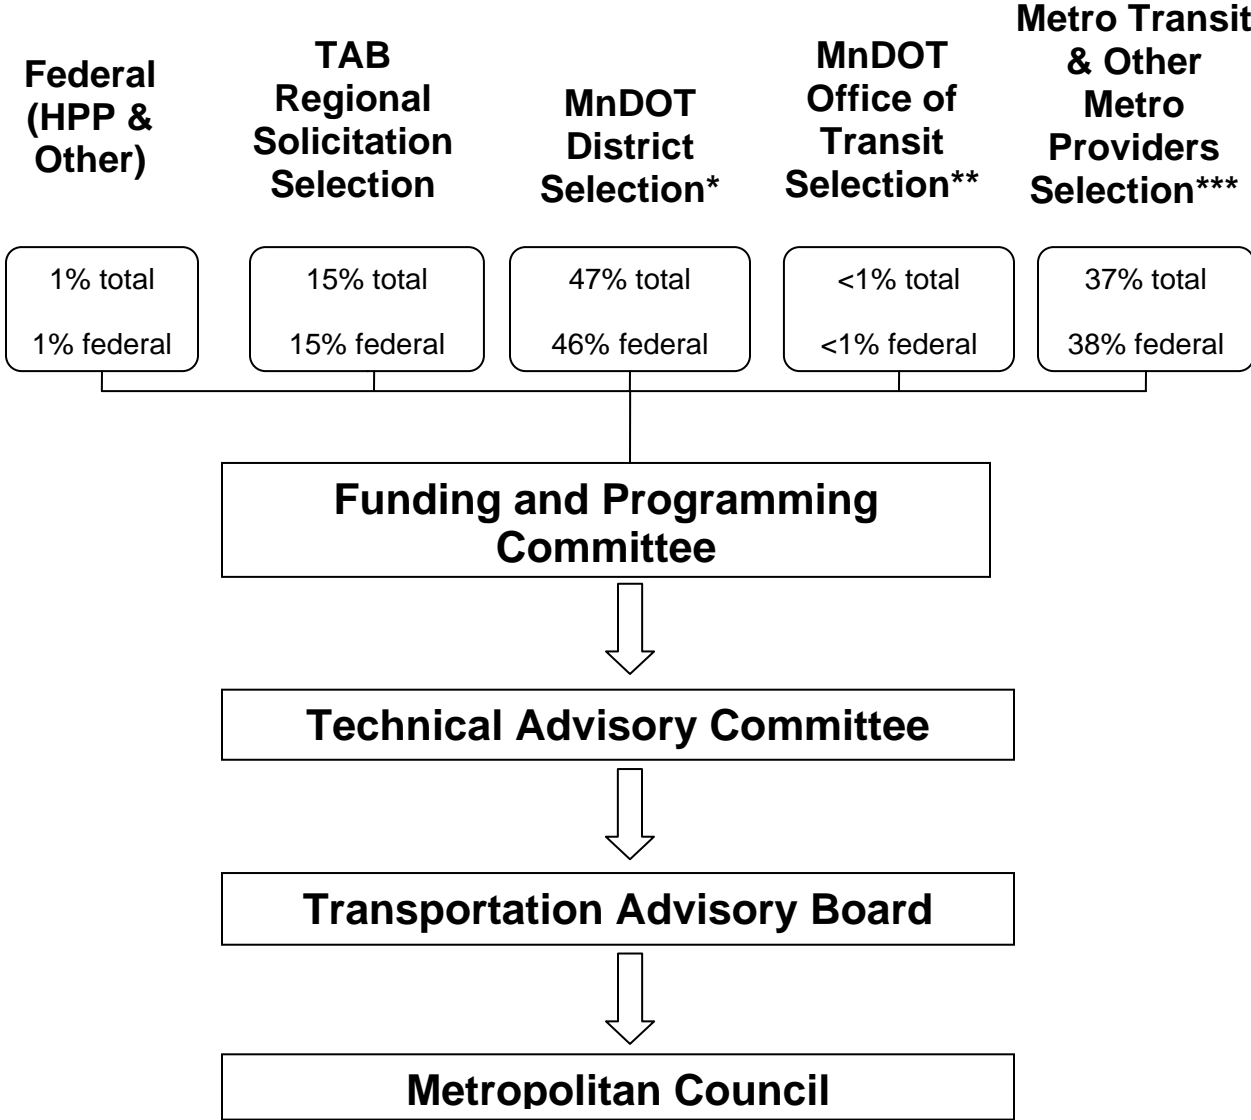 Federal
(HPP &
Other)
TAB
Regional
Solicitation
Selection
MnDOT
District
Selection*
MnDOT
Office of
Transit
Selection**
Metro Transit
& Other
Metro
Providers
Selection***
1% total
1% federal
15% total
15% federal
47% total
46% federal
<1% total
<1% federal
37% total
38% federal
Funding and Programming
Committee
Technical Advisory Committee
Transportation Advisory Board
Metropolitan Council